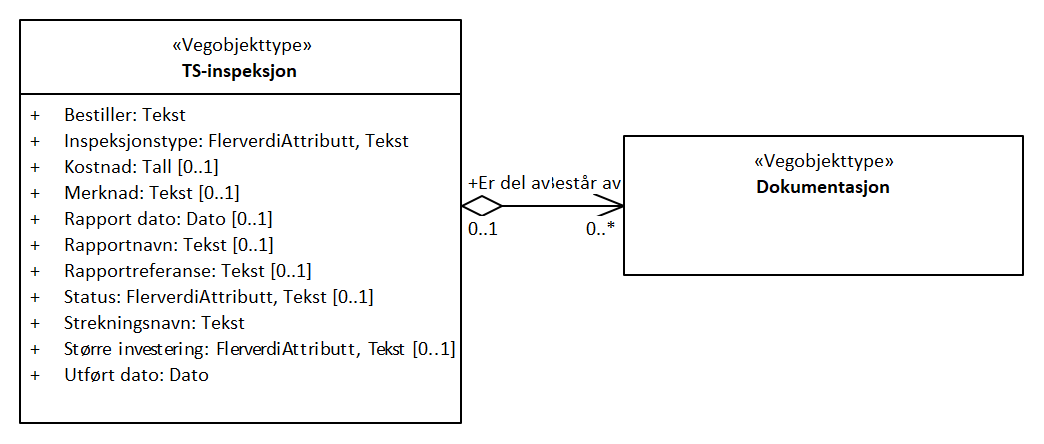 «Vegobjekttype»
TS-inspeksjon
+ Bestiller: Tekst
+ Inspeksjonstype: FlerverdiAttributt, Tekst
+ Kostnad: Tall [0..1]
+ Merknad: Tekst [0..1]
+ Rapport dato: Dato [0..1]
+ Rapportnavn: Tekst [0..1]
+ Rapportreferanse: Tekst [0..1]
+ Status: FlerverdiAttributt, Tekst [0..1]
+ Strekningsnavn: Tekst
+ Større investering: FlerverdiAttributt, Tekst [0..1]
+ Utført dato: Dato
+Er del av
estår av
0..1
0..*
«Vegobjekttype»
Dokumentasjon